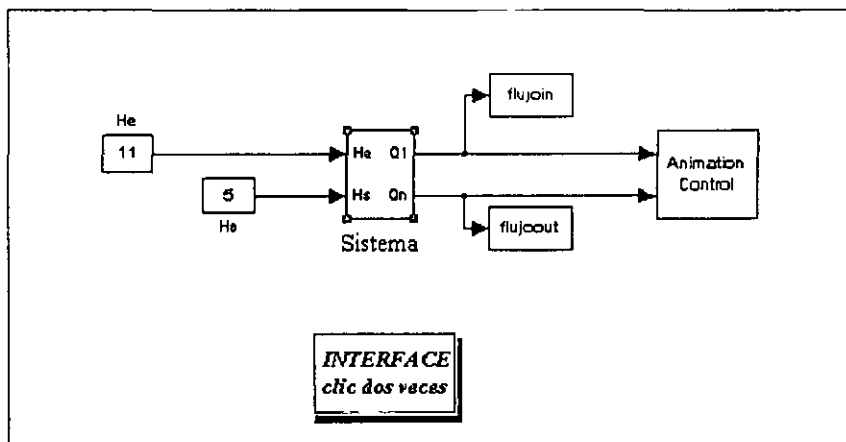 flujoin
He
11
He Q1
Animation
Control
5
Hs Qn
Hs
flujoout
Sistema
INTERFACE
clic dos veces